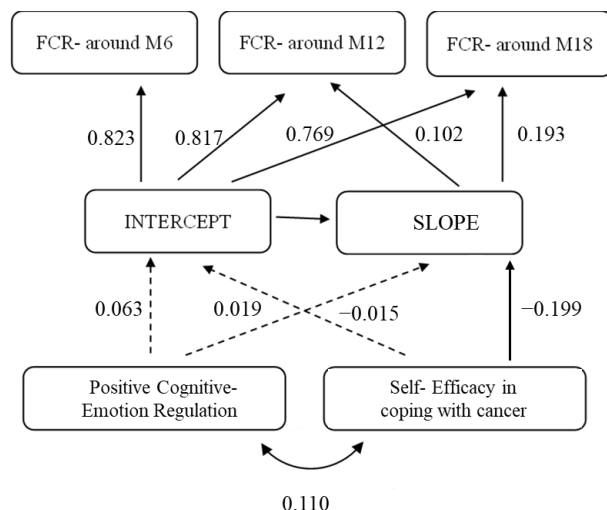 FCR- around M6
FCR- around M12
FCR- around M18
0.823
0.817
0.769
0.102
0.193
INTERCEPT
SLOPE
0.063
0.019
−0.015
−0.199
Positive Cognitive-
Emotion Regulation
Self- Efficacy in
coping with cancer
0.110